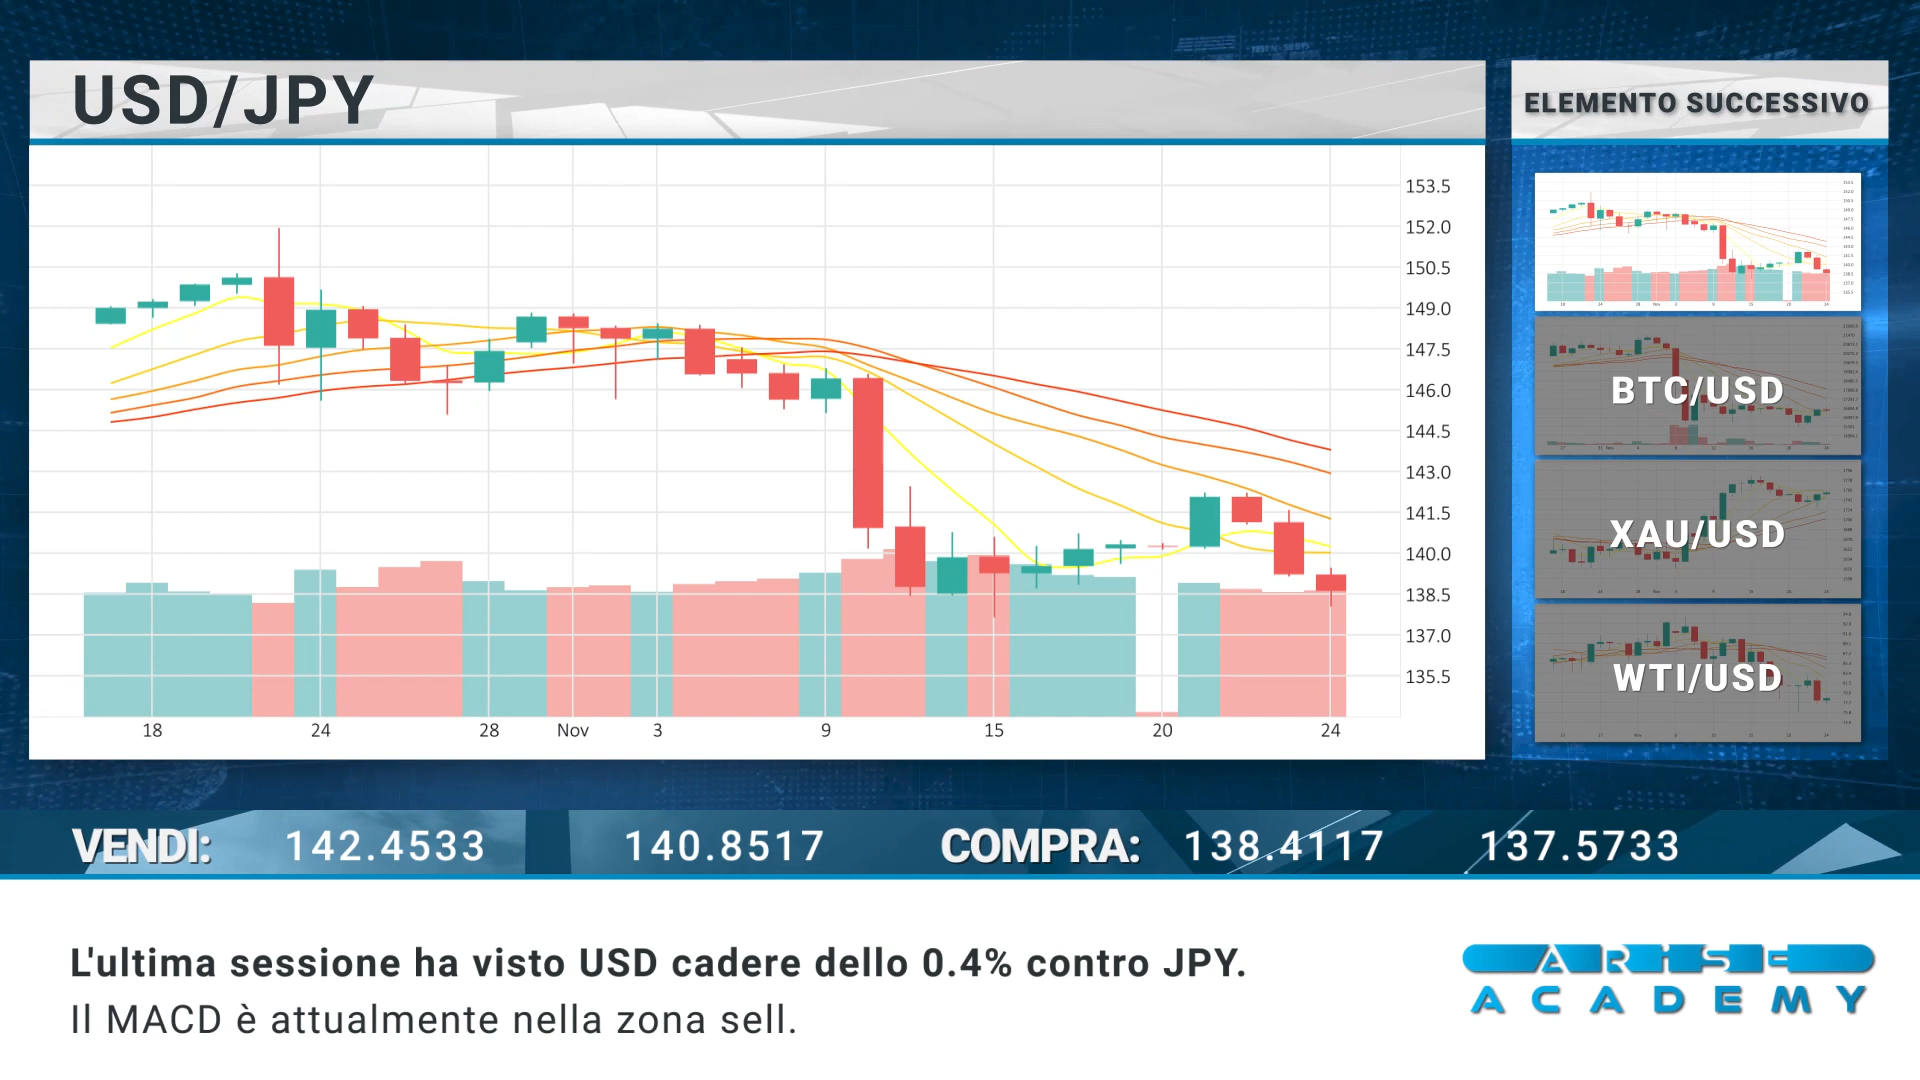 USD/JPY
ELEMENTO SUCCESSIVO
153.5
152.0
150.5
149.0
147.5
146.0
144.5
143.0
141.5
140.0
138.5
137.0
135.5
18 24 28 Nov 3 9 15 20 24
BTC/USD
XAU/USD
WTI/USD
VENDI: 142.4533 140.8517 COMPRA: 138.4117 137.5733
L'ultima sessione ha visto USD cadere dello 0.4% contro JPY.
Il MACD è attualmente nella zona sell.
ARISE
ACADEMY